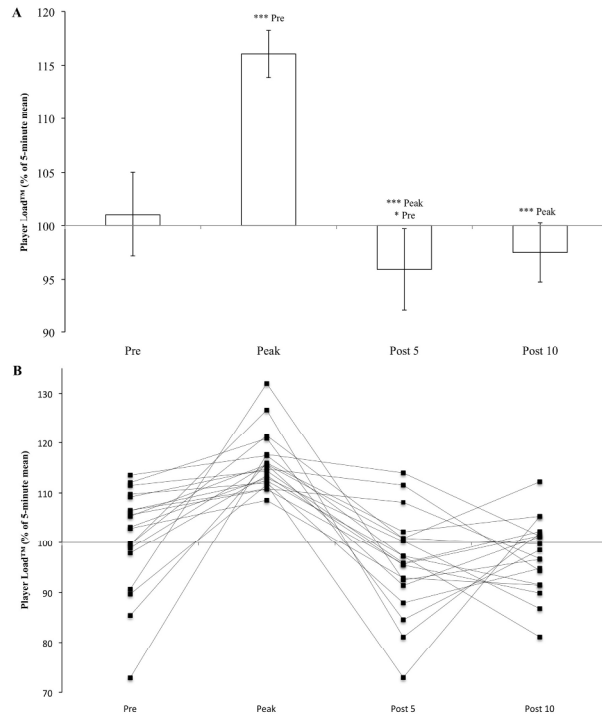 A
Player Load™ (% of 5-minute mean)
120
115
110
105
100
95
90
*** Pre
*** Peak
* Pre
*** Peak
Pre Peak Post 5 Post 10
B
Player Load™ (% of 5-minute mean)
130
120
110
100
90
80
70
Pre Peak Post 5 Post 10